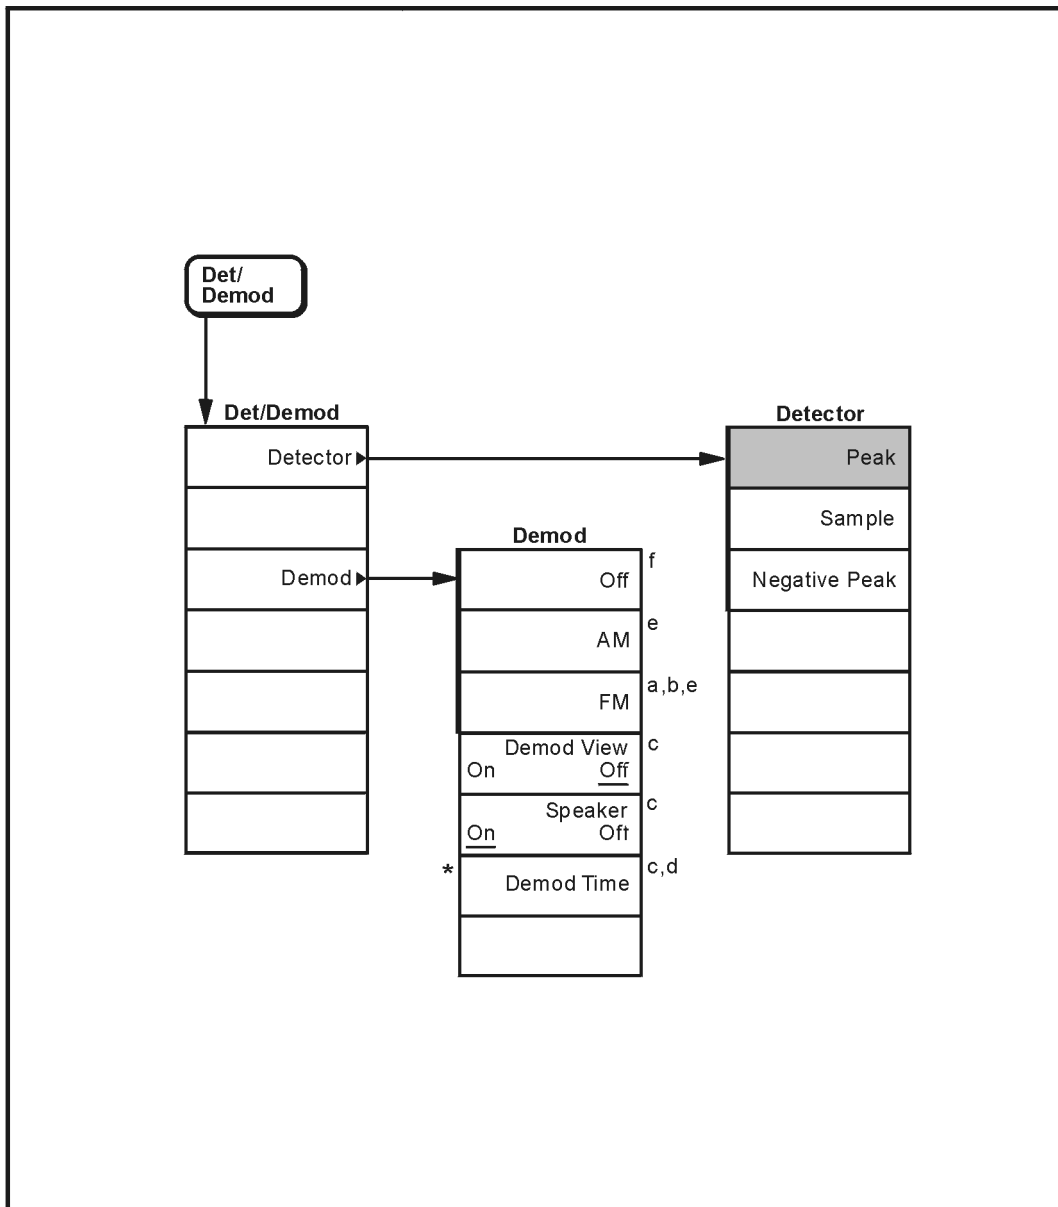 Det/
Demod
Det/Demod
Detector
Demod
Demod
Off
f
AM
e
FM
a,b,e
Demod View
On Off
c
Speaker
On Oft
c
*
Demod Time
c,d
Detector
Peak
Sample
Negative Peak